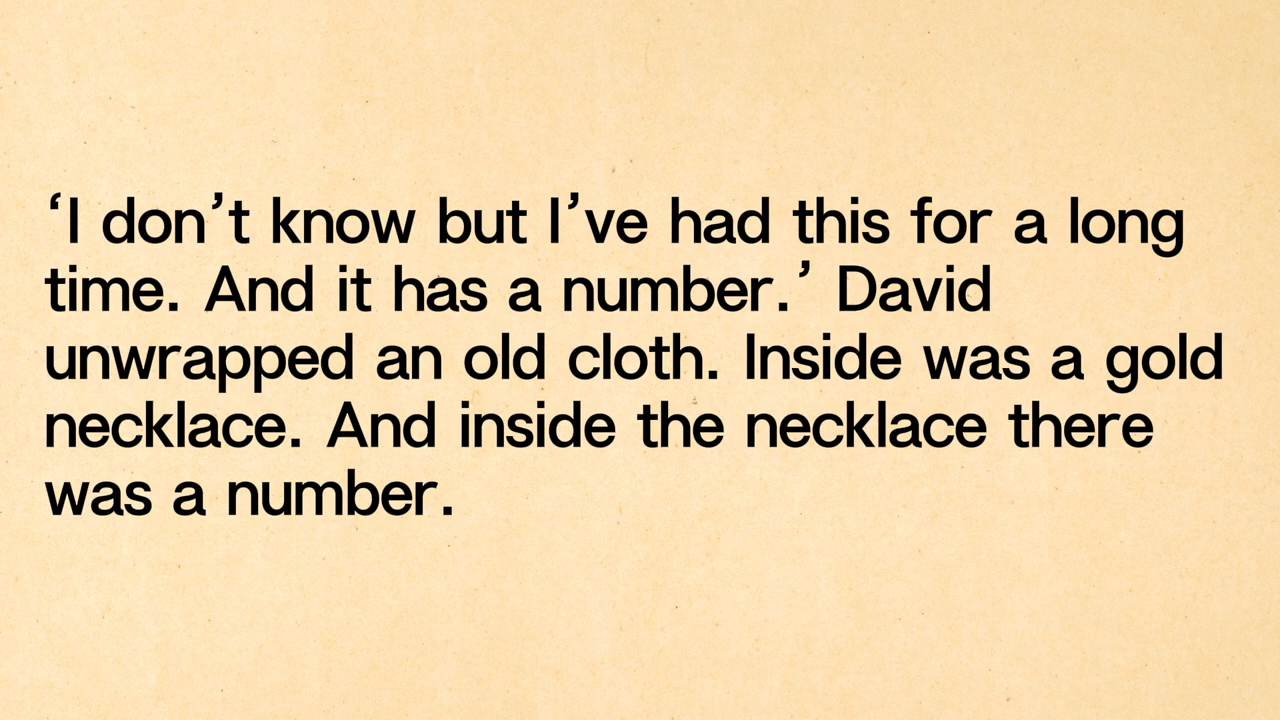 ‘I don’t know but I’ve had this for a long
time. And it has a number.’ David
unwrapped an old cloth. Inside was a gold
necklace. And inside the necklace there
was a number.